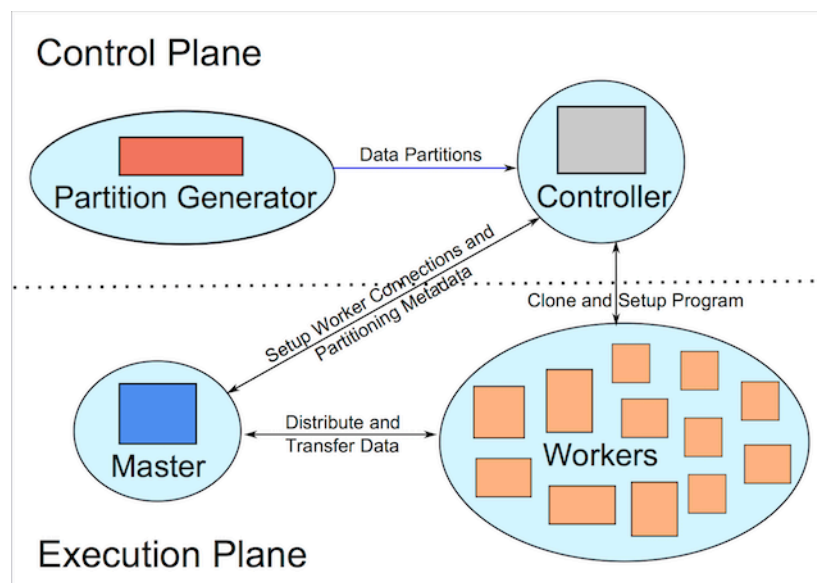 Control Plane
Data Partitions
Partition Generator
Controller
Setup Worker Connections and
Partitioning Metadata
Clone and Setup Program
Distribute and
Transfer Data
Master
Workers
Execution Plane